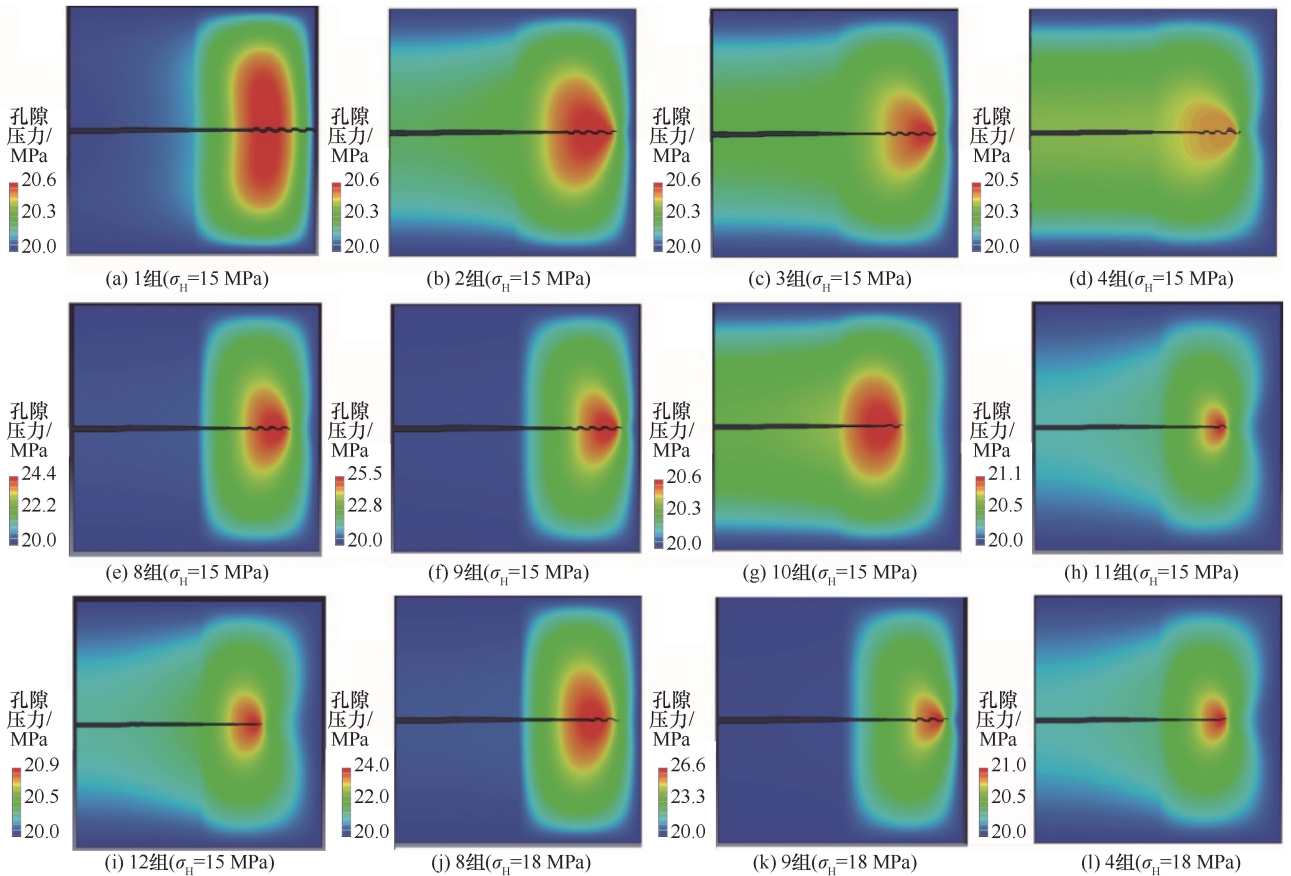 孔隙
压力/
MPa
20.6
20.3
20.0
(a) 1组(σH=15 MPa)
孔隙
压力/
MPa
20.6
20.3
20.0
(b) 2组(σH=15 MPa)
孔隙
压力/
MPa
20.6
20.3
20.0
(c) 3组(σH=15 MPa)
孔隙
压力/
MPa
20.5
20.3
20.0
(d) 4组(σH=15 MPa)
孔隙
压力/
MPa
24.4
22.2
20.0
(e) 8组(σH=15 MPa)
孔隙
压力/
MPa
25.5
22.8
20.0
(f) 9组(σH=15 MPa)
孔隙
压力/
MPa
20.6
20.3
20.0
(g) 10组(σH=15 MPa)
孔隙
压力/
MPa
21.1
20.5
20.0
(h) 11组(σH=15 MPa)
孔隙
压力/
MPa
20.9
20.5
20.0
(i) 12组(σH=15 MPa)
孔隙
压力/
MPa
24.0
22.0
20.0
(j) 8组(σH=18 MPa)
孔隙
压力/
MPa
26.6
23.3
20.0
(k) 9组(σH=18 MPa)
孔隙
压力/
MPa
21.0
20.5
20.0
(l) 4组(σH=18 MPa)